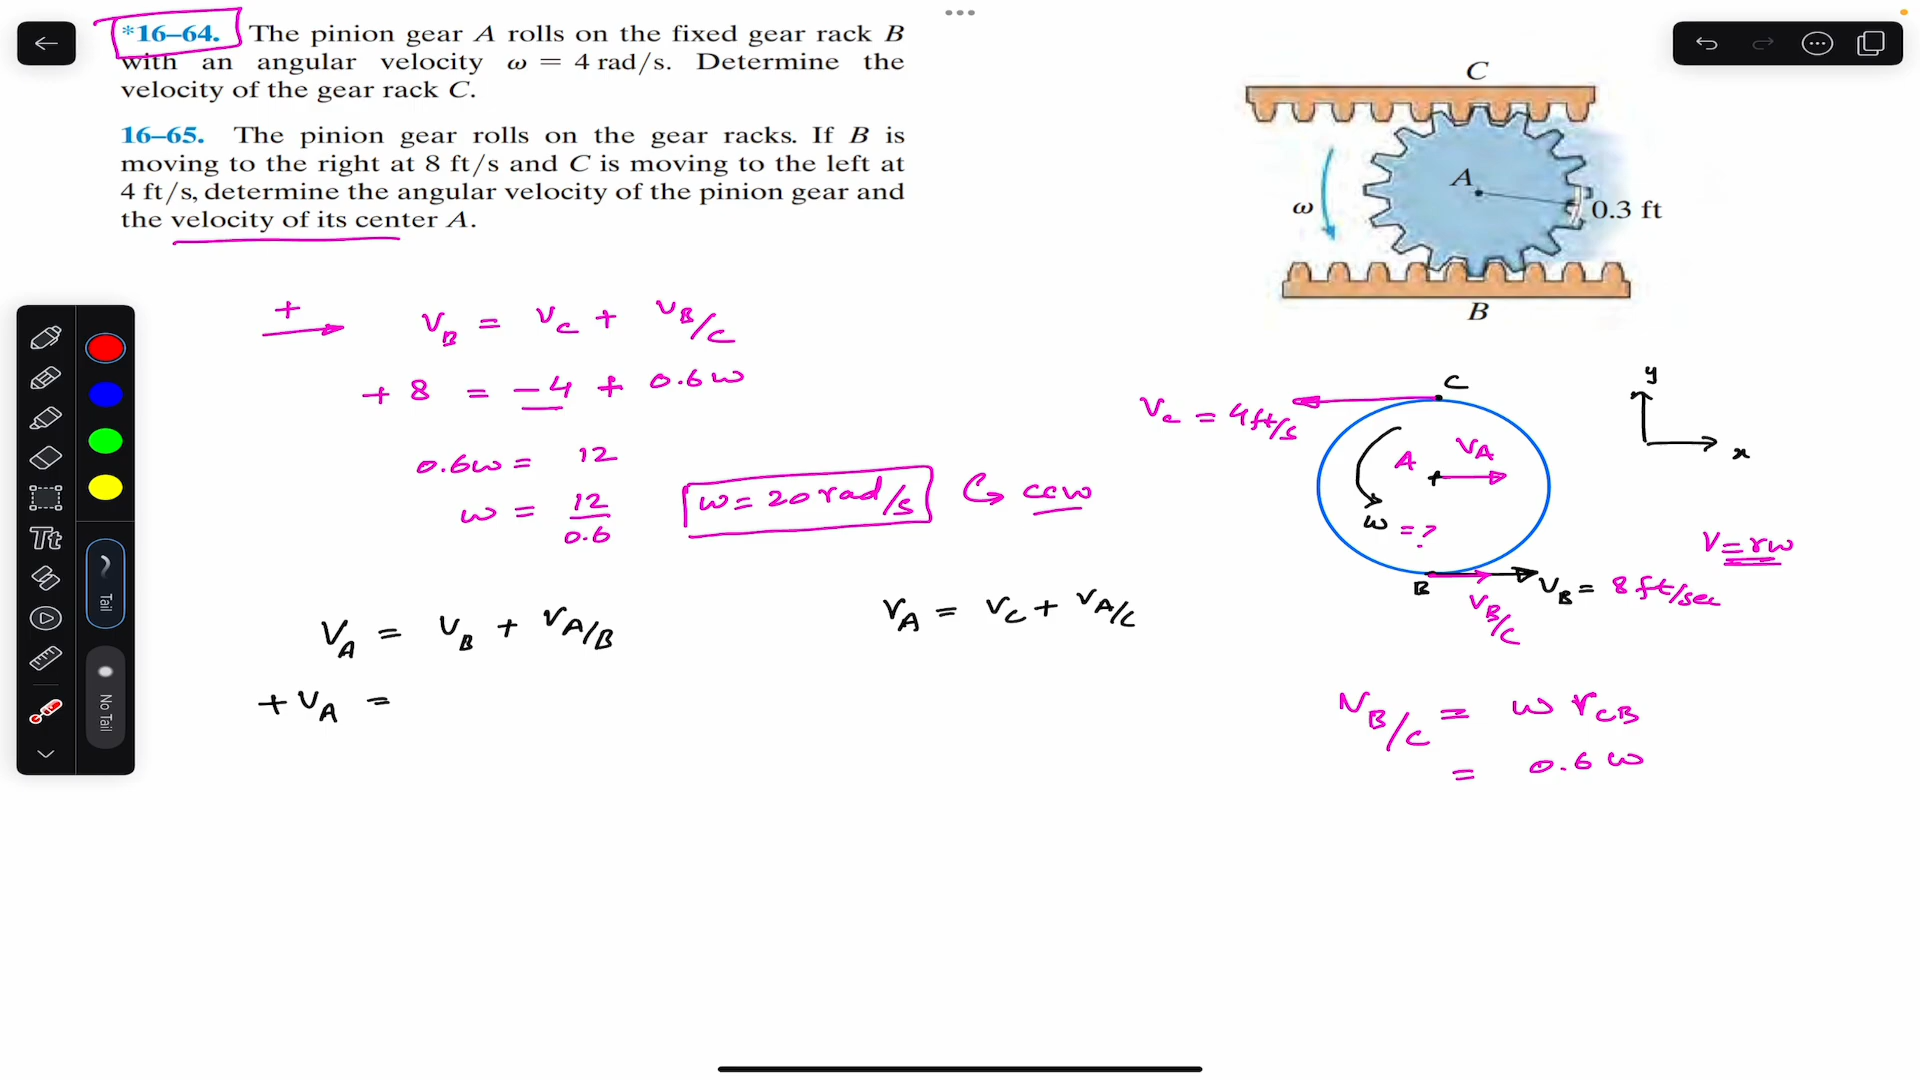 *16–64. The pinion gear A rolls on the fixed gear rack B
with an angular velocity ω = 4 rad/s. Determine the
velocity of the gear rack C.
16–65. The pinion gear rolls on the gear racks. If B is
moving to the right at 8 ft/s and C is moving to the left at
4 ft/s, determine the angular velocity of the pinion gear and
the velocity of its center A.
C
A
ω
0.3 ft
B
+
V_B = V_C + V_B/C
+ 8 = -4 + 0.6ω
0.6ω = 12
ω = 12/0.6
ω = 20 rad/s
ccw
V_A = V_B + V_A/B
+ V_A =
V_A = V_C + V_A/C
C
V_C = 4 ft/s
A
V_A
ω = ?
B
V_B = 8 ft/sec
V_B/C
y
x
V = rω
V_B/C = ω r_CB
= 0.6 ω
Tt
Tail
No Tail